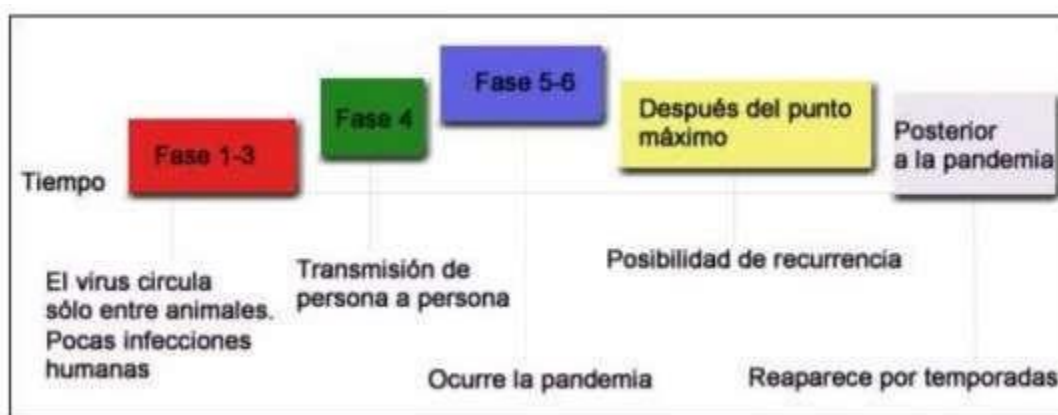 Fase 1-3
Fase 4
Fase 5-6
Después del punto
máximo
Posterior
a la pandemia
Tiempo
El virus circula
sólo entre animales.
Pocas infecciones
humanas
Transmisión de
persona a persona
Ocurre la pandemia
Posibilidad de recurrencia
Reaparece por temporadas